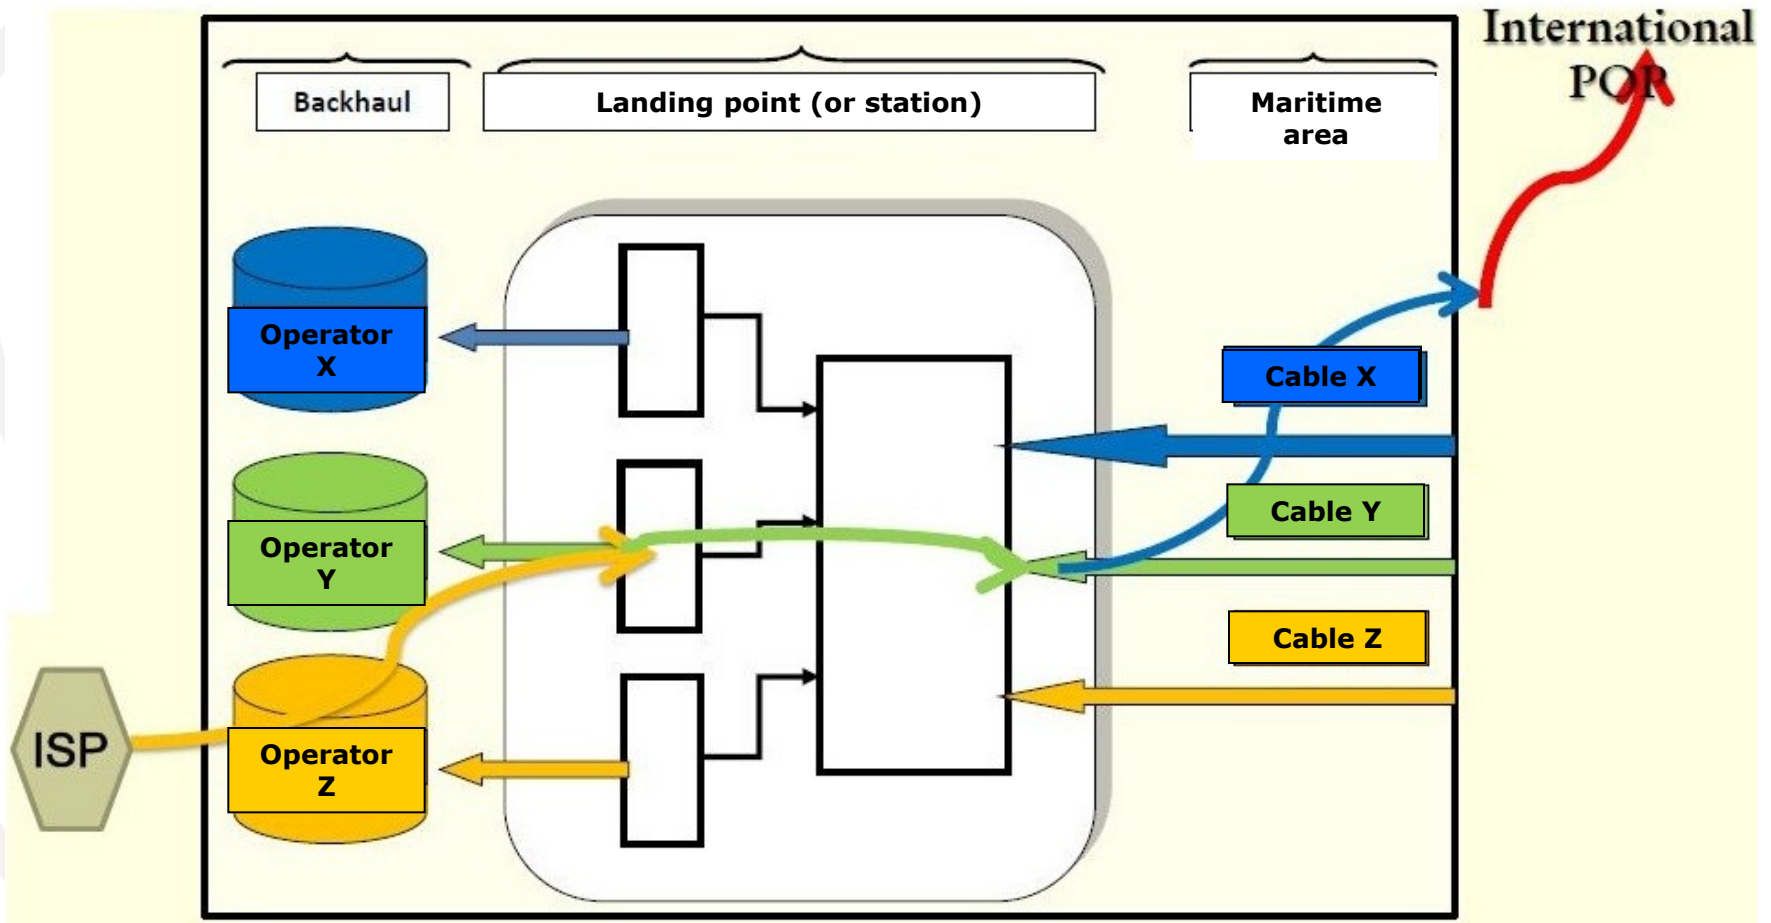 International
POP
Backhaul
Landing point (or station)
Maritime
area
Operator
X
Cable X
Cable Y
Operator
Y
Cable Z
ISP
Operator
Z